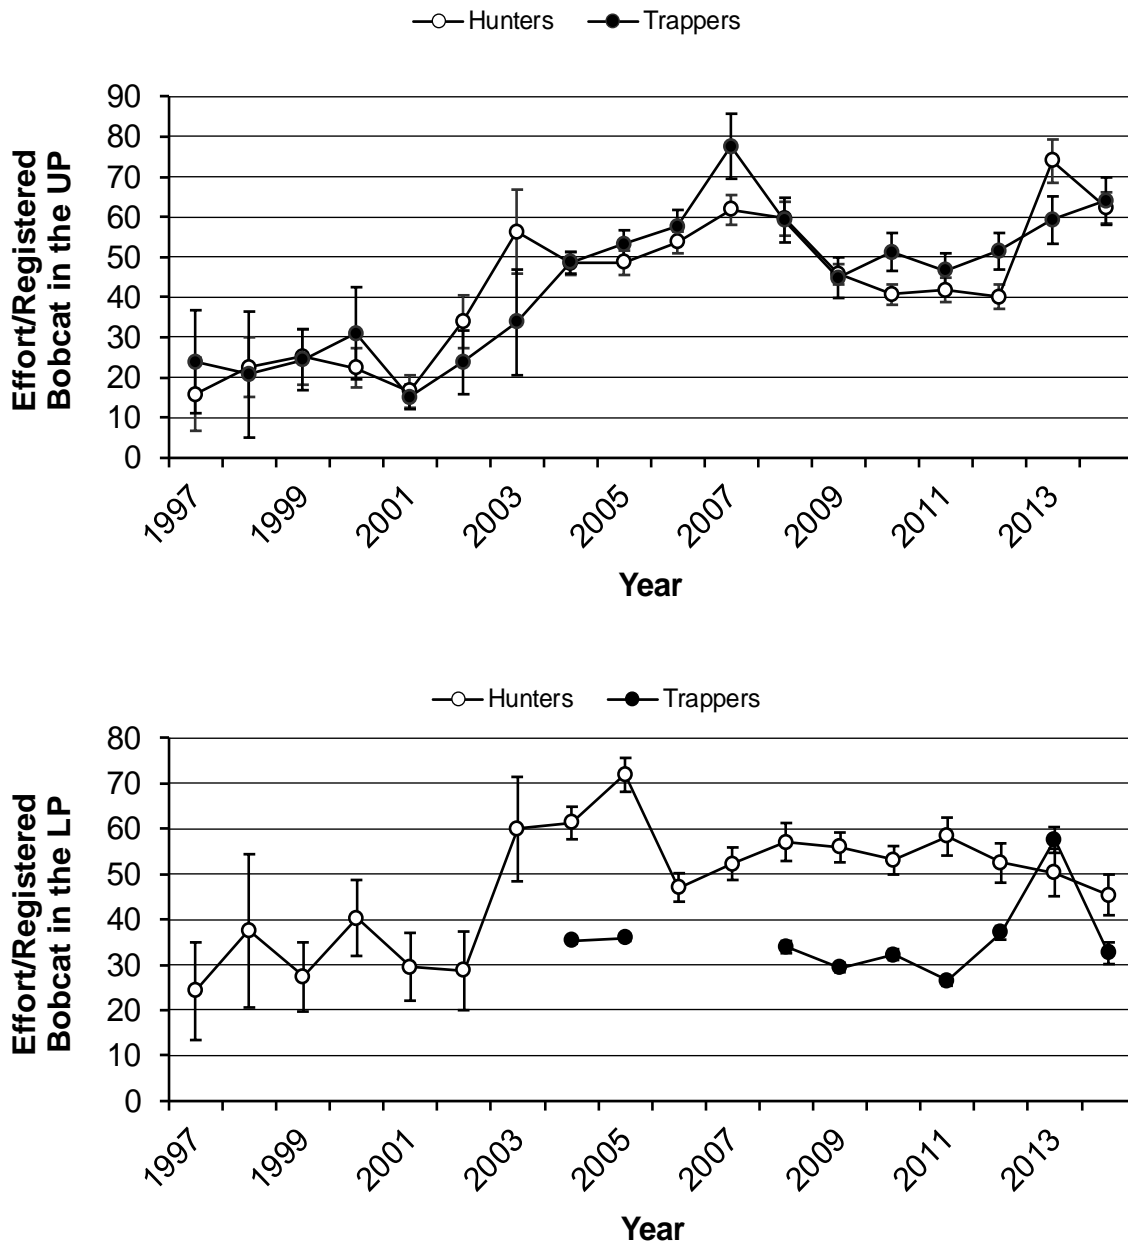 Hunters Trappers
90
80
70
60
50
40
30
20
10
0
Effort/Registered
Bobcat in the UP
1997 1999 2001 2003 2005 2007 2009 2011 2013
Year
Hunters Trappers
80
70
60
50
40
30
20
10
0
Effort/Registered
Bobcat in the LP
1997 1999 2001 2003 2005 2007 2009 2011 2013
Year